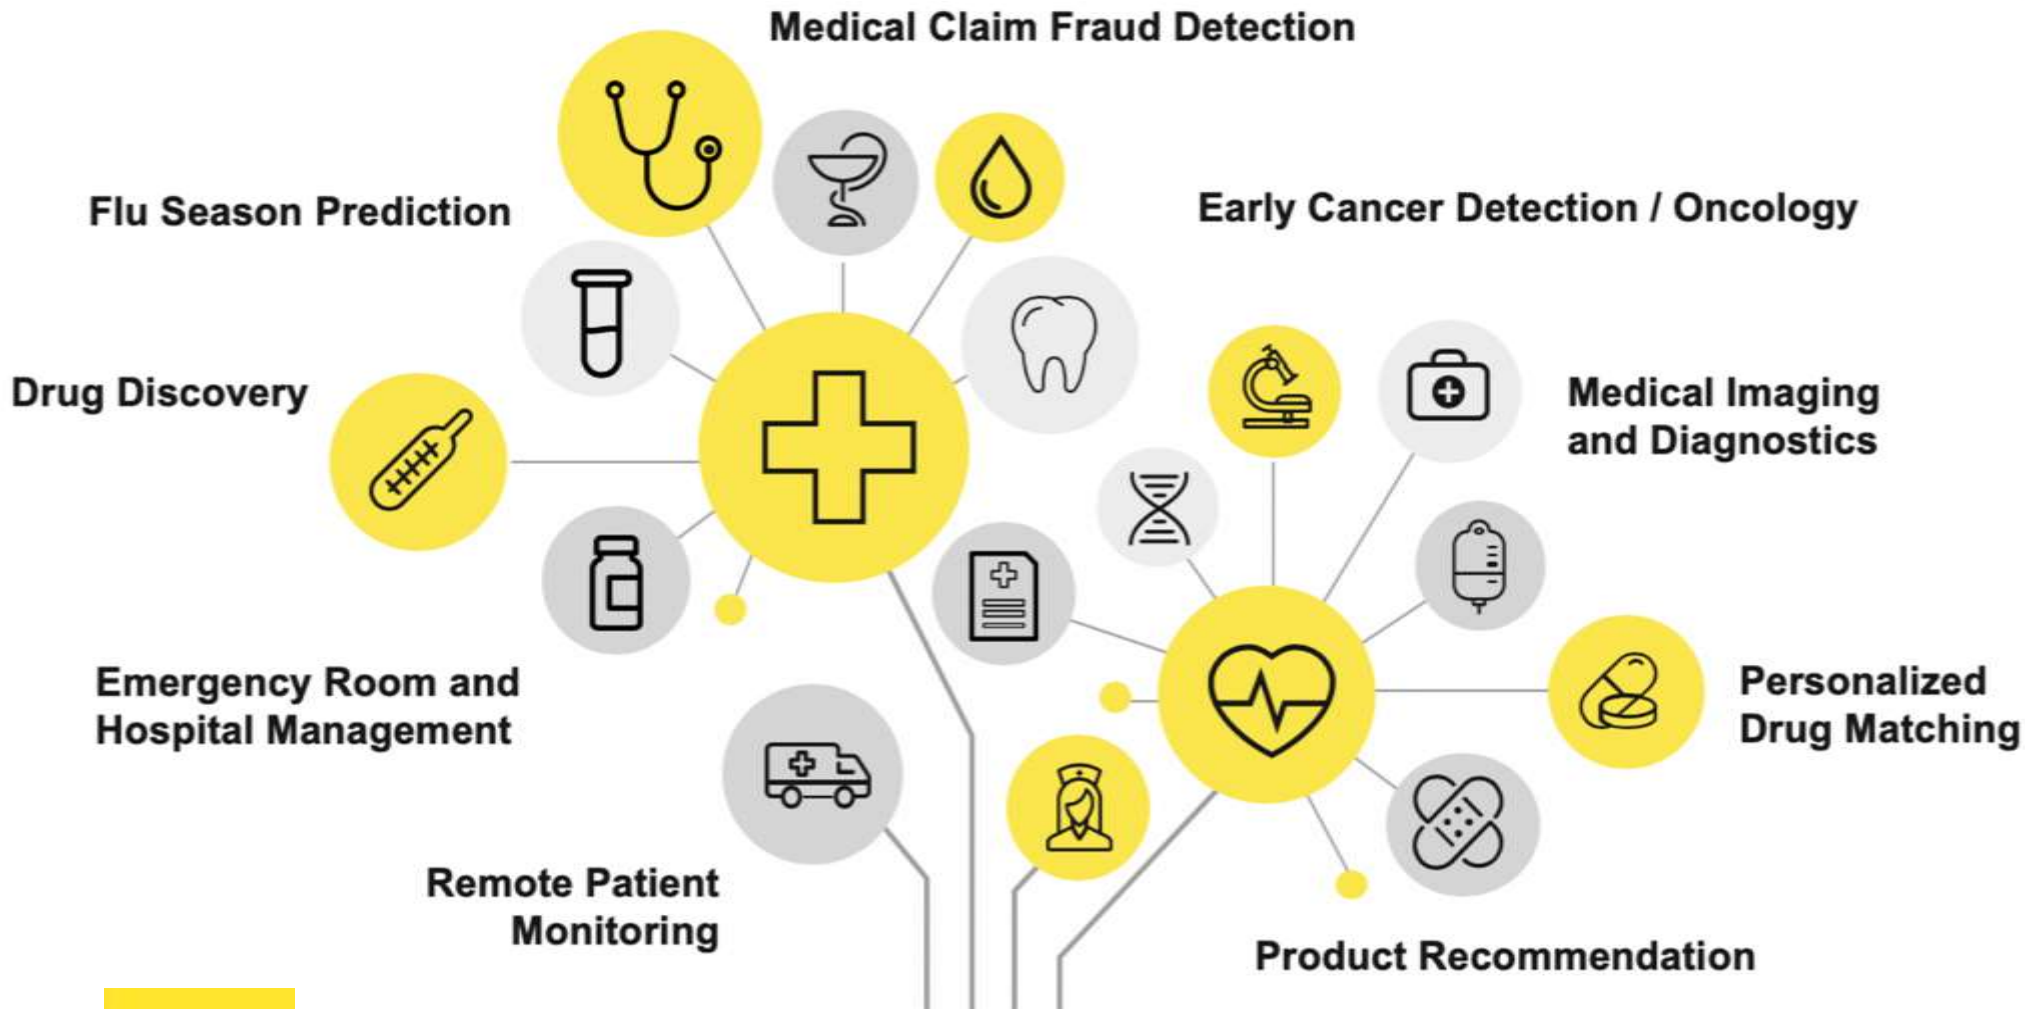 Medical Claim Fraud Detection
Flu Season Prediction
Early Cancer Detection / Oncology
Drug Discovery
Medical Imaging
and Diagnostics
Emergency Room and
Hospital Management
Personalized
Drug Matching
Remote Patient
Monitoring
Product Recommendation